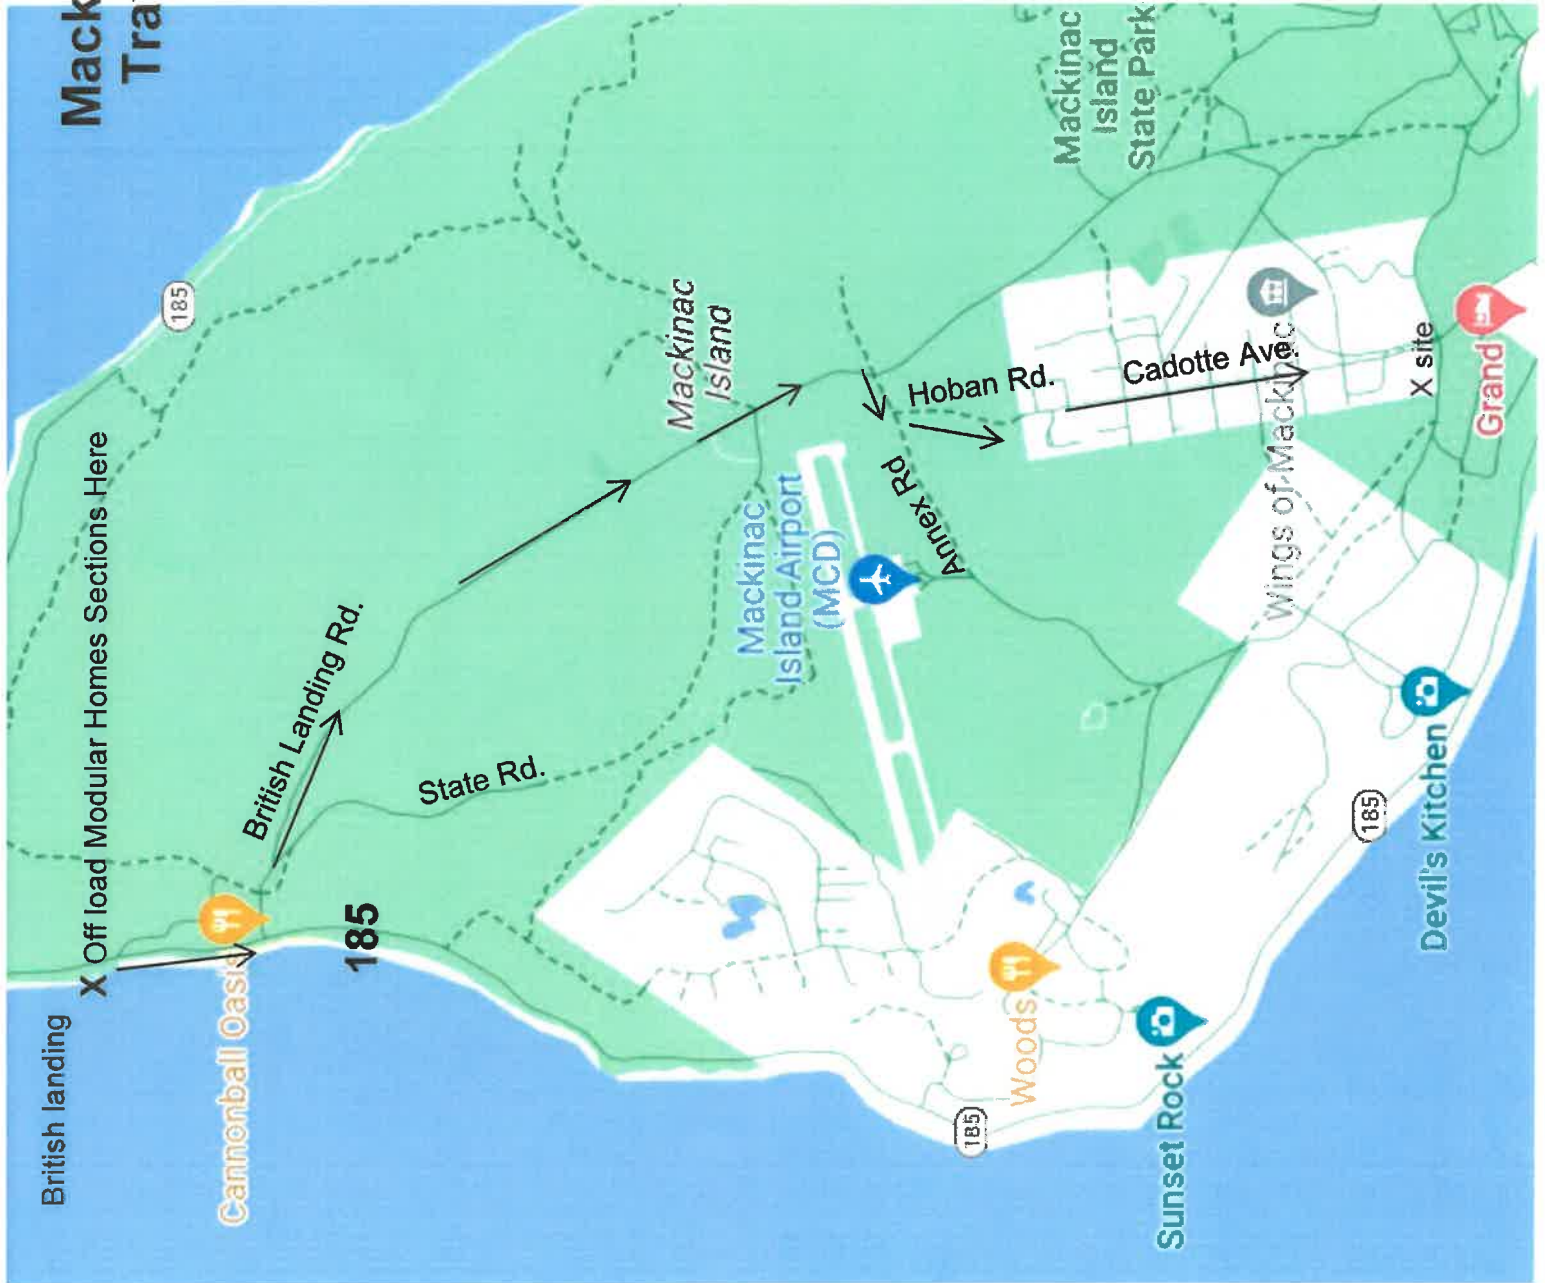 Mack
Tra
British landing
X Off load Modular Homes Sections Here
185
Cannonball Oasis
British Landing Rd.
185
State Rd.
Mackinac
Island
Mackinac
Island Airport
(MCD)
Annex Rd
Hoban Rd.
Cadotte Ave.
Mackinac
Island
State Park
Wings of Mackinac
X site
Grand
Woods
185
Sunset Rock
185
Devil's Kitchen